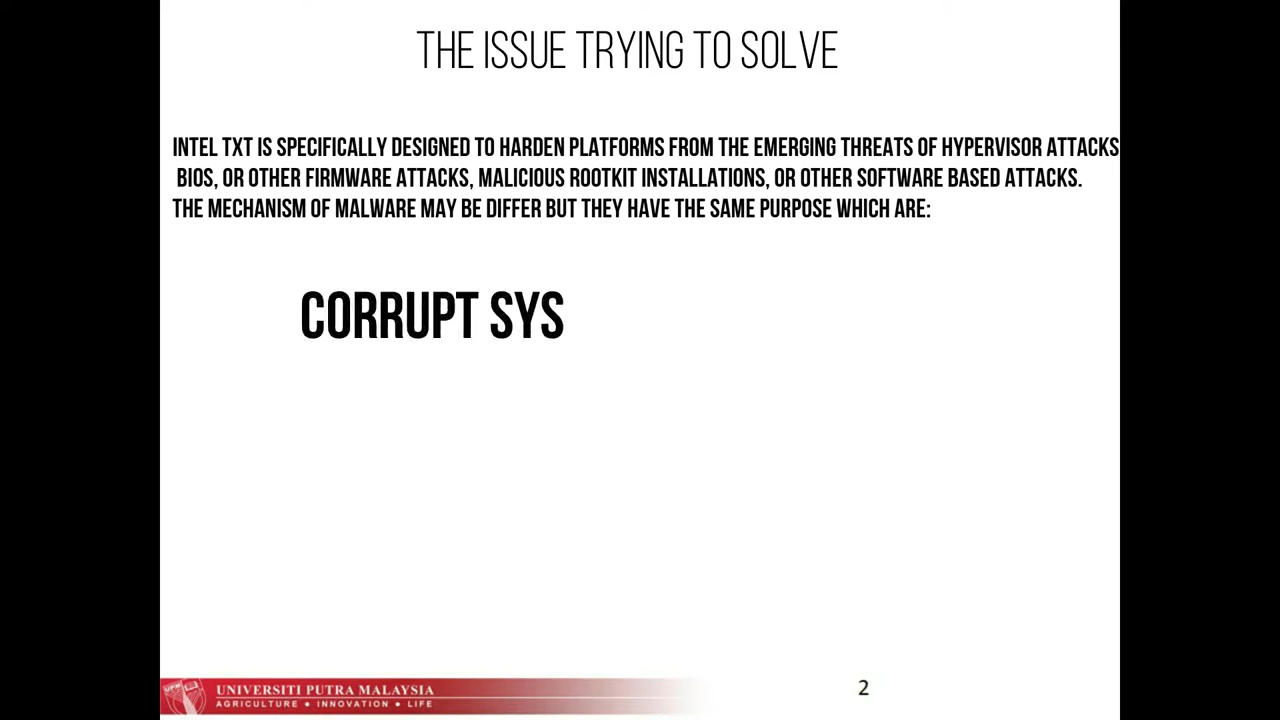 THE ISSUE TRYING TO SOLVE
INTEL TXT IS SPECIFICALLY DESIGNED TO HARDEN PLATFORMS FROM THE EMERGING THREATS OF HYPERVISOR ATTACKS
BIOS, OR OTHER FIRMWARE ATTACKS, MALICIOUS ROOTKIT INSTALLATIONS, OR OTHER SOFTWARE BASED ATTACKS.
THE MECHANISM OF MALWARE MAY BE DIFFER BUT THEY HAVE THE SAME PURPOSE WHICH ARE:
CORRUPT SYS
UPM
UNIVERSITI PUTRA MALAYSIA
AGRICULTURE • INNOVATION • LIFE
2